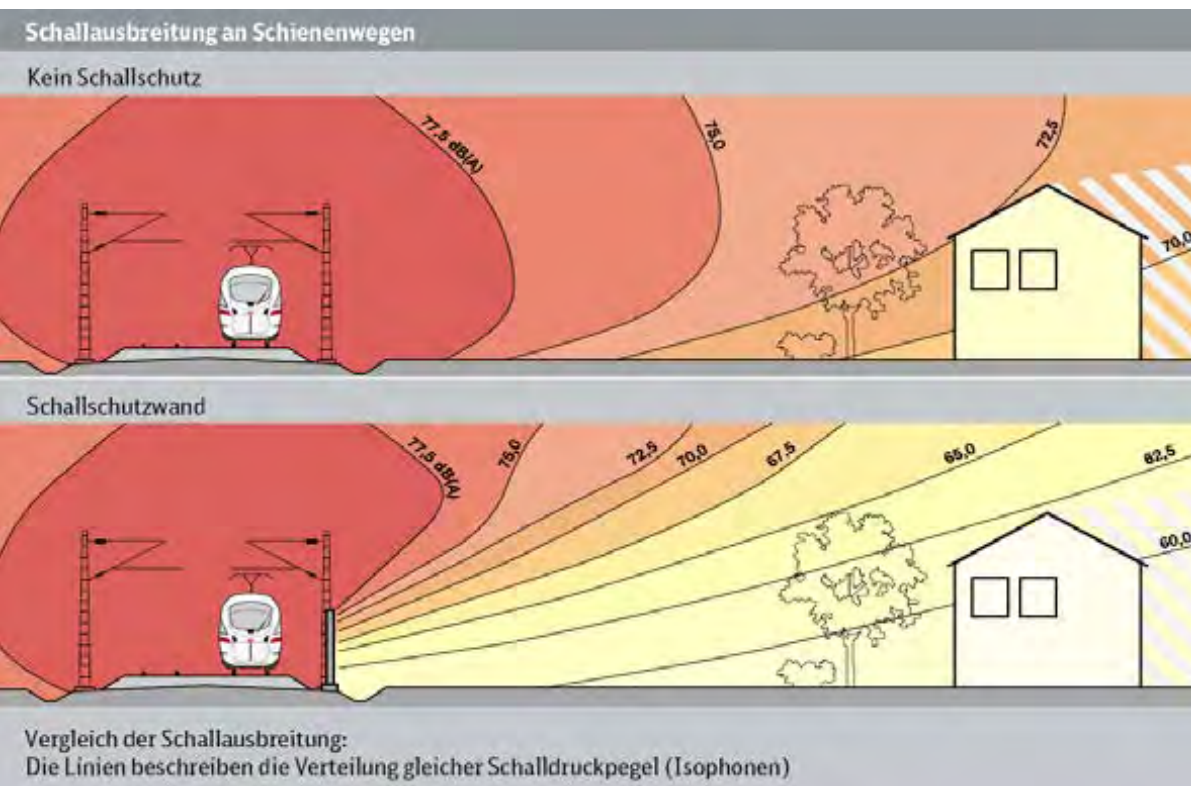 Schallausbreitung an Schienenwegen
Kein Schallschutz
77,5 dB(A)
75,0
72,5
70,0
Schallschutzwand
77,5 dB(A)
75,0
72,5
70,0
67,5
65,0
62,5
60,0
Vergleich der Schallausbreitung:
Die Linien beschreiben die Verteilung gleicher Schalldruckpegel (Isophonen)